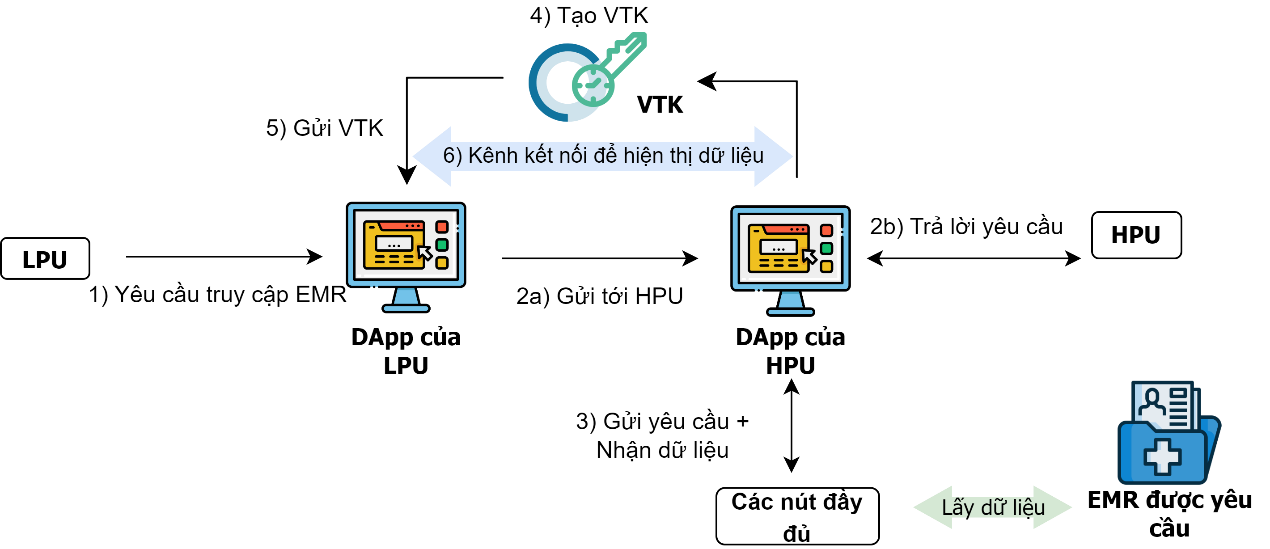 4) Tạo VTK
VTK
5) Gửi VTK
6) Kênh kết nối để hiện thị dữ liệu
LPU
1) Yêu cầu truy cập EMR
DApp của
LPU
2a) Gửi tới HPU
DApp của
HPU
2b) Trả lời yêu cầu
HPU
3) Gửi yêu cầu +
Nhận dữ liệu
Các nút đầy
đủ
Lấy dữ liệu
EMR được yêu
cầu